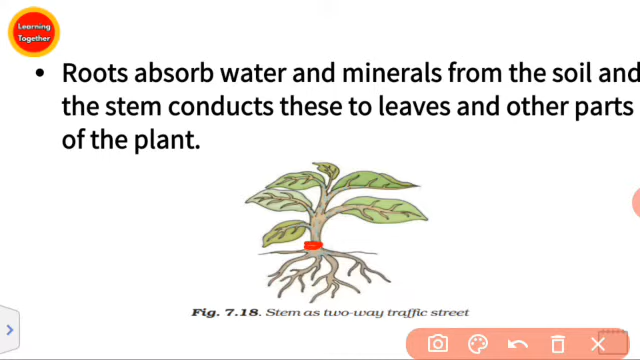 Learning
Together
• Roots absorb water and minerals from the soil and
the stem conducts these to leaves and other parts
of the plant.
Fig. 7.18. Stem as two-way traffic street